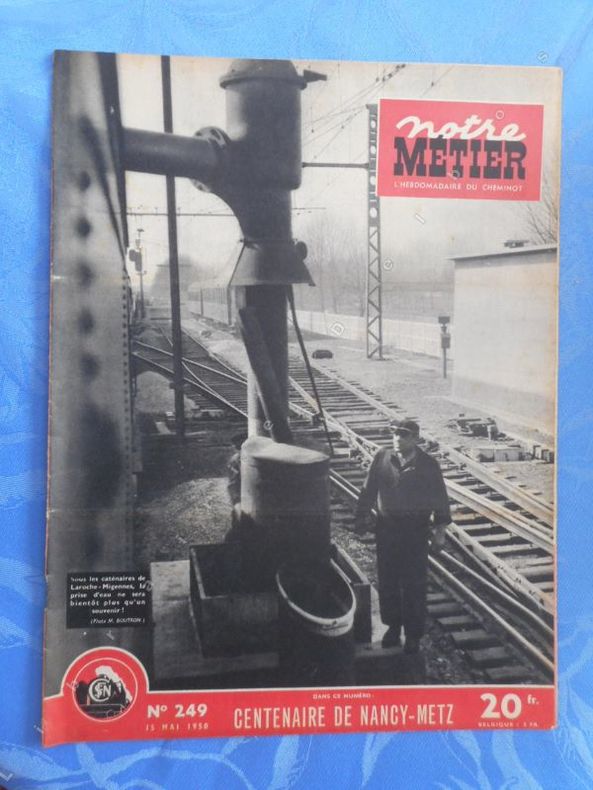 notre
MÉTIER
L'HEBDOMADAIRE DU CHEMINOT
Sous les caténaires de
Laroche-Migennes, la
prise d'eau ne sera
bientôt plus qu'un
souvenir !
(Photo M. BOUTRON.)
SNCF
N° 249
15 MAI 1950
DANS CE NUMÉRO :
CENTENAIRE DE NANCY-METZ
20 fr.
BELGIQUE : 5 FR.